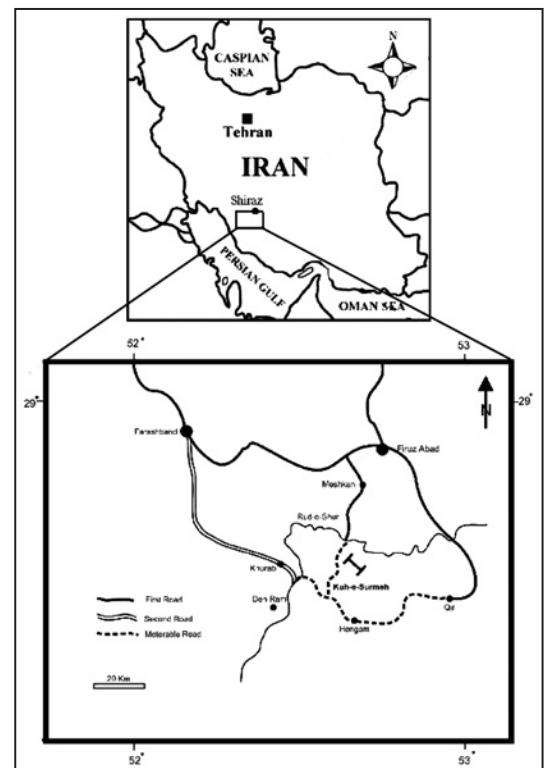 CASPIAN
SEA
Tehran
IRAN
Shiraz
PERSIAN GULF
OMAN SEA
52°
53
29°
29°
N
Farashband
Firuz Abad
Meshkan
Rud-e-Shur
Khurab
Kuh-e-Surmeh
Deh Ram
Qir
Hengam
First Road
Second Road
Motorable Road
20 Km
52°
53°